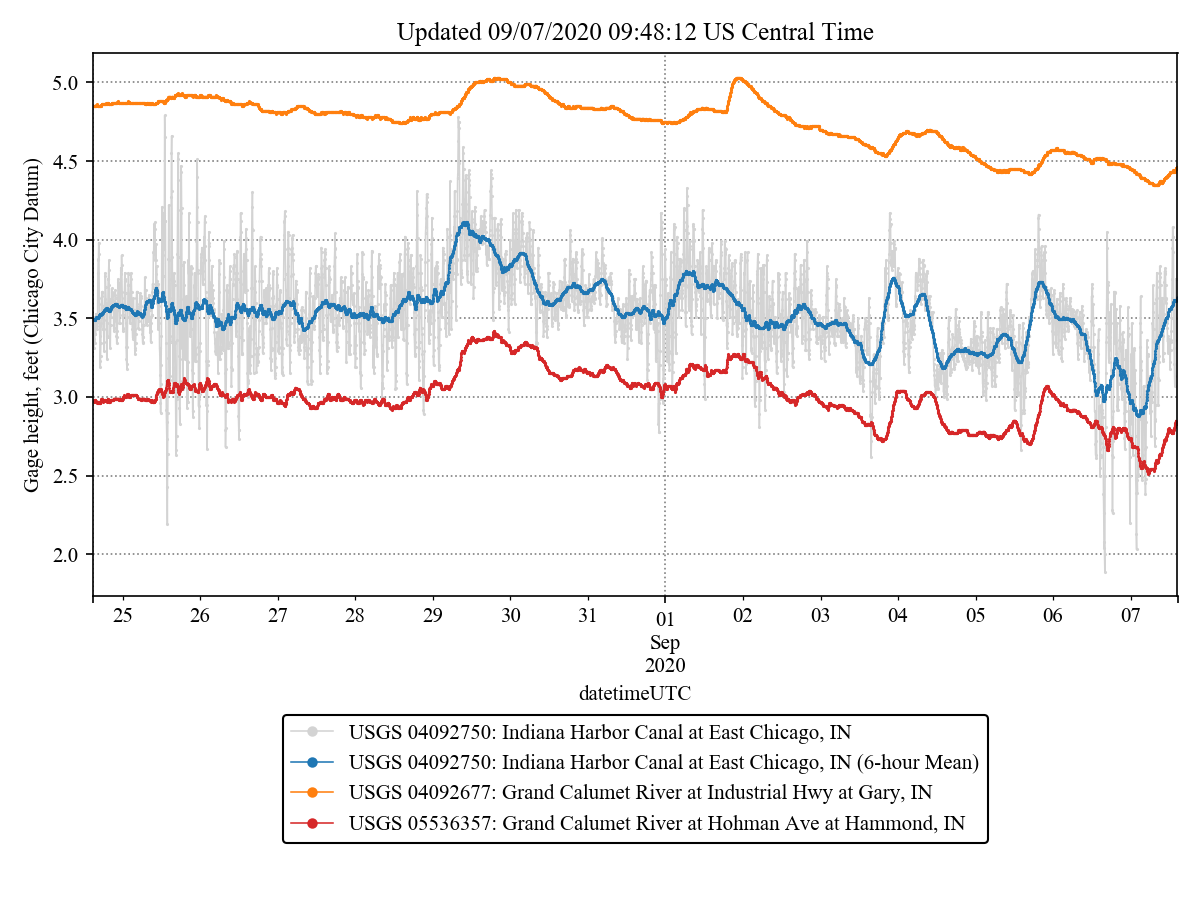 Updated 09/07/2020 09:48:12 US Central Time
Gage height, feet (Chicago City Datum)
5.0
4.5
4.0
3.5
3.0
2.5
2.0
25 26 27 28 29 30 31 01 02 03 04 05 06 07
Sep
2020
datetimeUTC
USGS 04092750: Indiana Harbor Canal at East Chicago, IN
USGS 04092750: Indiana Harbor Canal at East Chicago, IN (6-hour Mean)
USGS 04092677: Grand Calumet River at Industrial Hwy at Gary, IN
USGS 05536357: Grand Calumet River at Hohman Ave at Hammond, IN